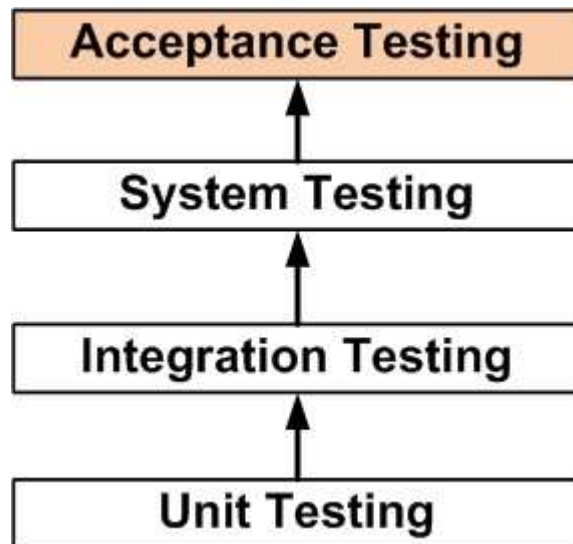 Acceptance Testing
System Testing
Integration Testing
Unit Testing